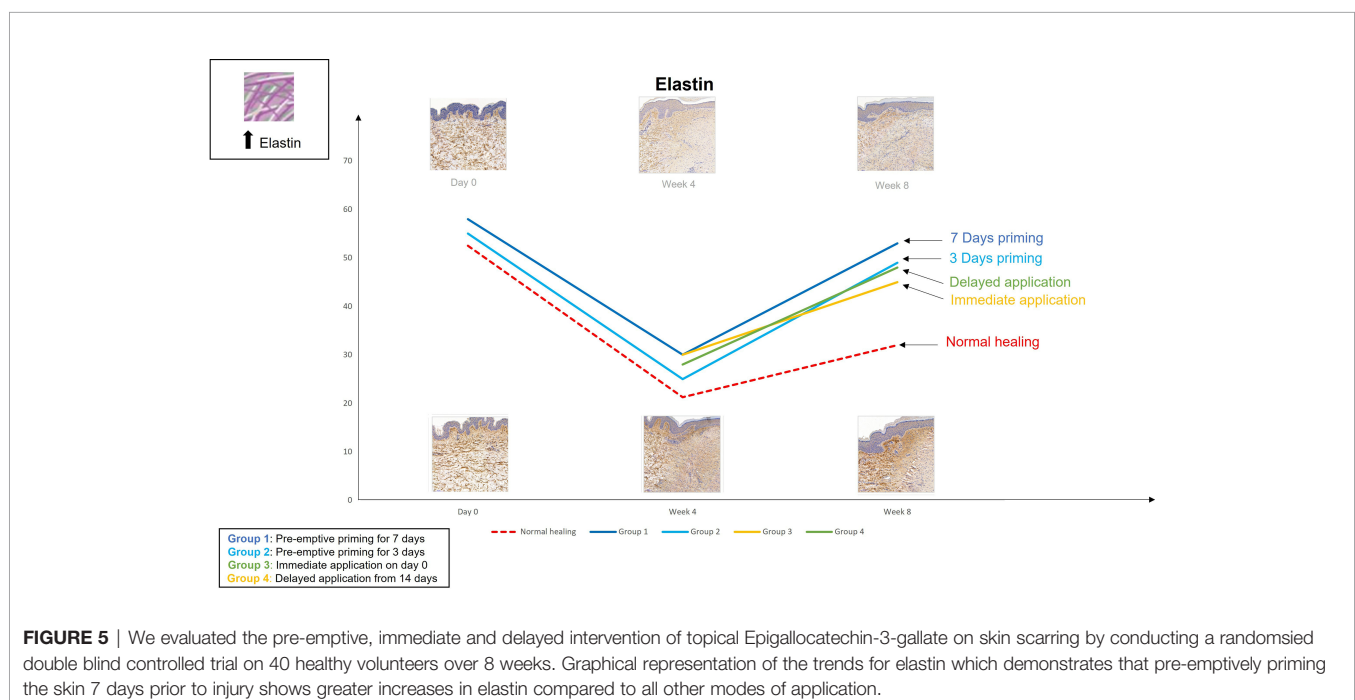 Elastin
⬆ Elastin
Day 0
Week 4
Week 8
70
60
50
40
30
20
10
0
7 Days priming
3 Days priming
Delayed application
Immediate application
Normal healing
Day 0
Week 4
Week 8
Normal healing
Group 1
Group 2
Group 3
Group 4
Group 1: Pre-emptive priming for 7 days
Group 2: Pre-emptive priming for 3 days
Group 3: Immediate application on day 0
Group 4: Delayed application from 14 days
FIGURE 5 | We evaluated the pre-emptive, immediate and delayed intervention of topical Epigallocatechin-3-gallate on skin scarring by conducting a randomsied
double blind controlled trial on 40 healthy volunteers over 8 weeks. Graphical representation of the trends for elastin which demonstrates that pre-emptively priming
the skin 7 days prior to injury shows greater increases in elastin compared to all other modes of application.